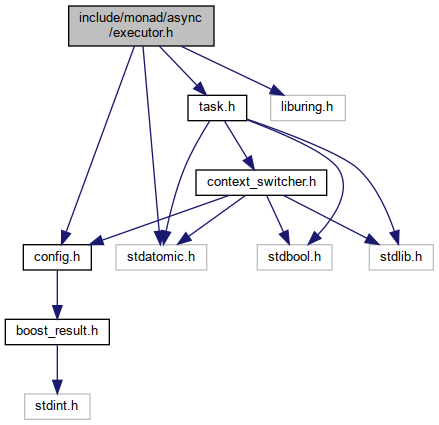 include/monad/async
/executor.h
task.h
liburing.h
context_switcher.h
config.h
stdatomic.h
stdbool.h
stdlib.h
boost_result.h
stdint.h